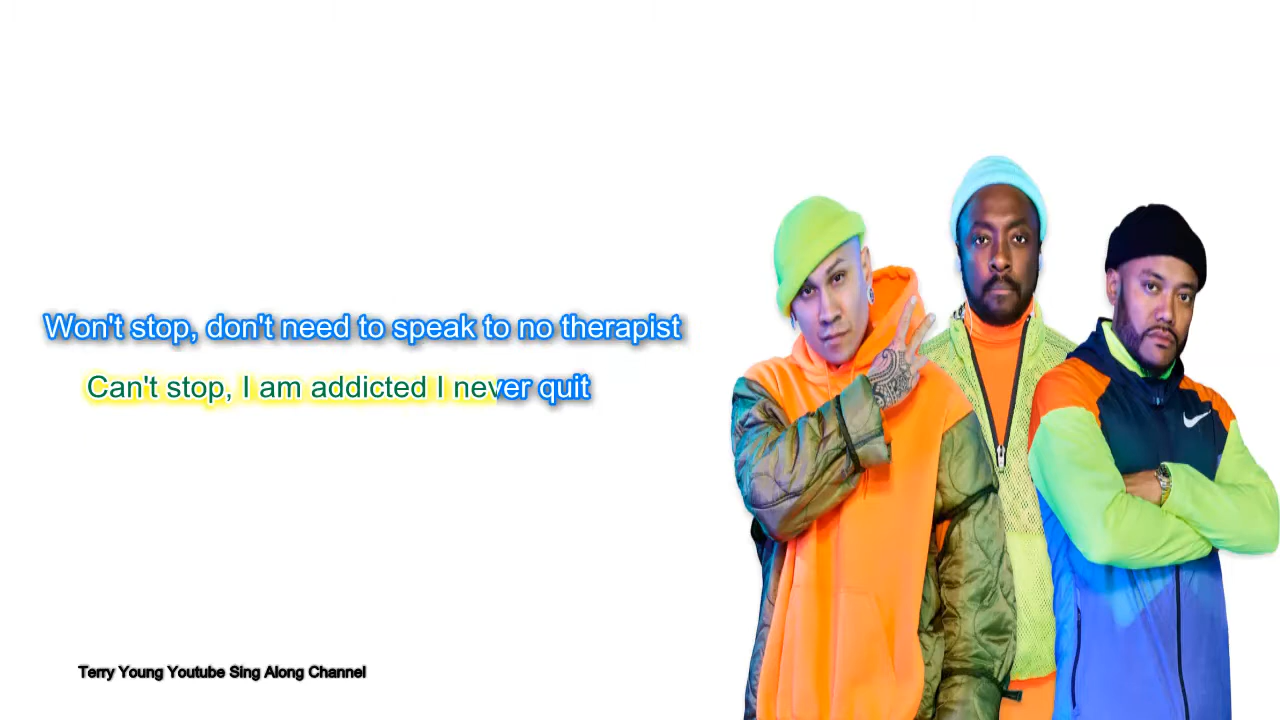 Won't stop, don't need to speak to no therapist
Can't stop, I am addicted I never quit
Terry Young Youtube Sing Along Channel